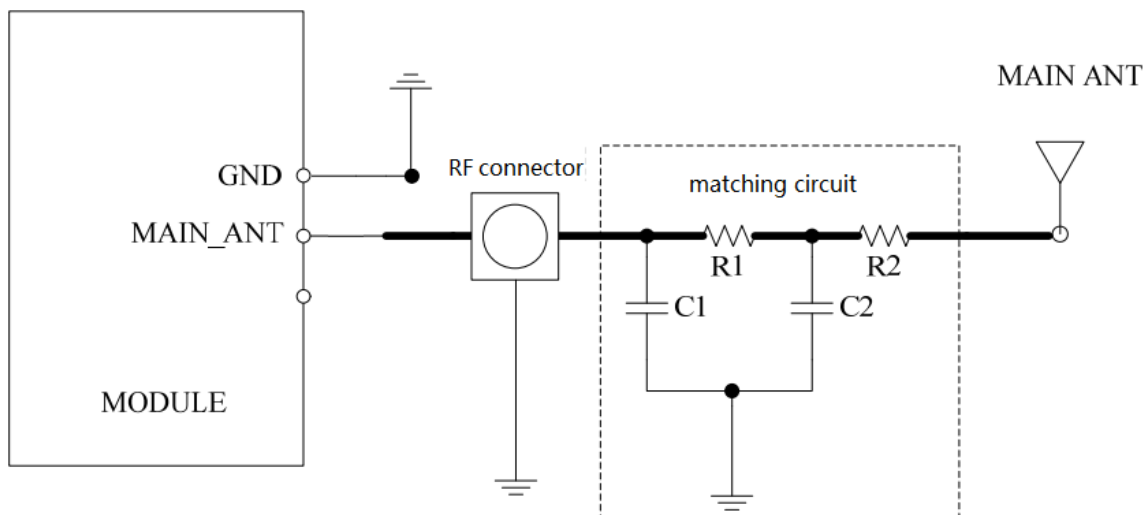 MAIN ANT
GND
RF connector
matching circuit
MAIN_ANT
R1
R2
C1
C2
MODULE